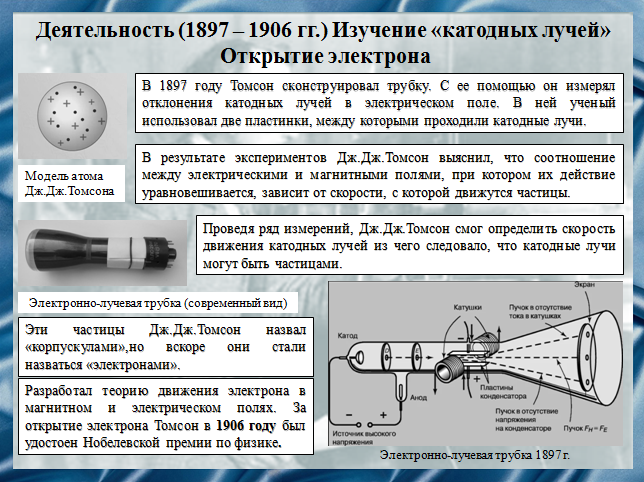 Деятельность (1897 – 1906 гг.) Изучение «катодных лучей»
Открытие электрона
В 1897 году Томсон сконструировал трубку. С ее помощью он измерял
отклонения катодных лучей в электрическом поле. В ней ученый
использовал две пластинки, между которыми проходили катодные лучи.
Модель атома
Дж.Дж.Томсона
В результате экспериментов Дж.Дж.Томсон выяснил, что соотношение
между электрическими и магнитными полями, при котором их действие
уравновешивается, зависит от скорости, с которой движутся частицы.
Проведя ряд измерений, Дж.Дж.Томсон смог определить скорость
движения катодных лучей из чего следовало, что катодные лучи
могут быть частицами.
Электронно-лучевая трубка (современный вид)
Эти частицы Дж.Дж.Томсон назвал
«корпускулами»,но вскоре они стали
назваться «электронами».
Разработал теорию движения электрона в
магнитном и электрическом полях. За
открытие электрона Томсон в 1906 году был
удостоен Нобелевской премии по физике.
Экран
Катушки
Пучок в отсутствие
тока в катушках
Катод
Анод
Пластины
конденсатора
Пучок в отсутствие
напряжения
на конденсаторе
Пучок FH = FE
− +
Источник высокого
напряжения
Электронно-лучевая трубка 1897 г.